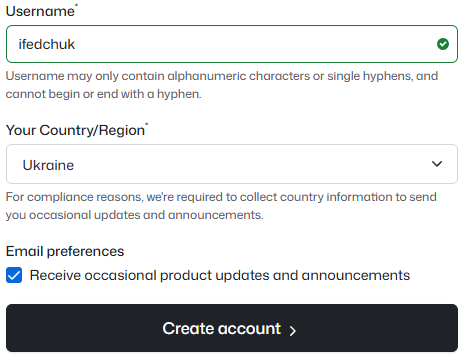 Username*
ifedchuk
Username may only contain alphanumeric characters or single hyphens, and
cannot begin or end with a hyphen.
Your Country/Region*
Ukraine
For compliance reasons, we're required to collect country information to send
you occasional updates and announcements.
Email preferences
Receive occasional product updates and announcements
Create account